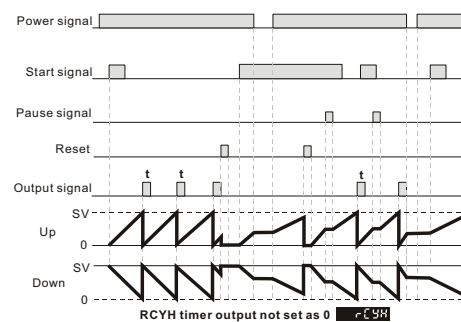 Power signal
Start signal
Pause signal
Reset
t t t
Output signal
SV
Up
0
SV
Down
0
RCYH timer output not set as 0 rCYH